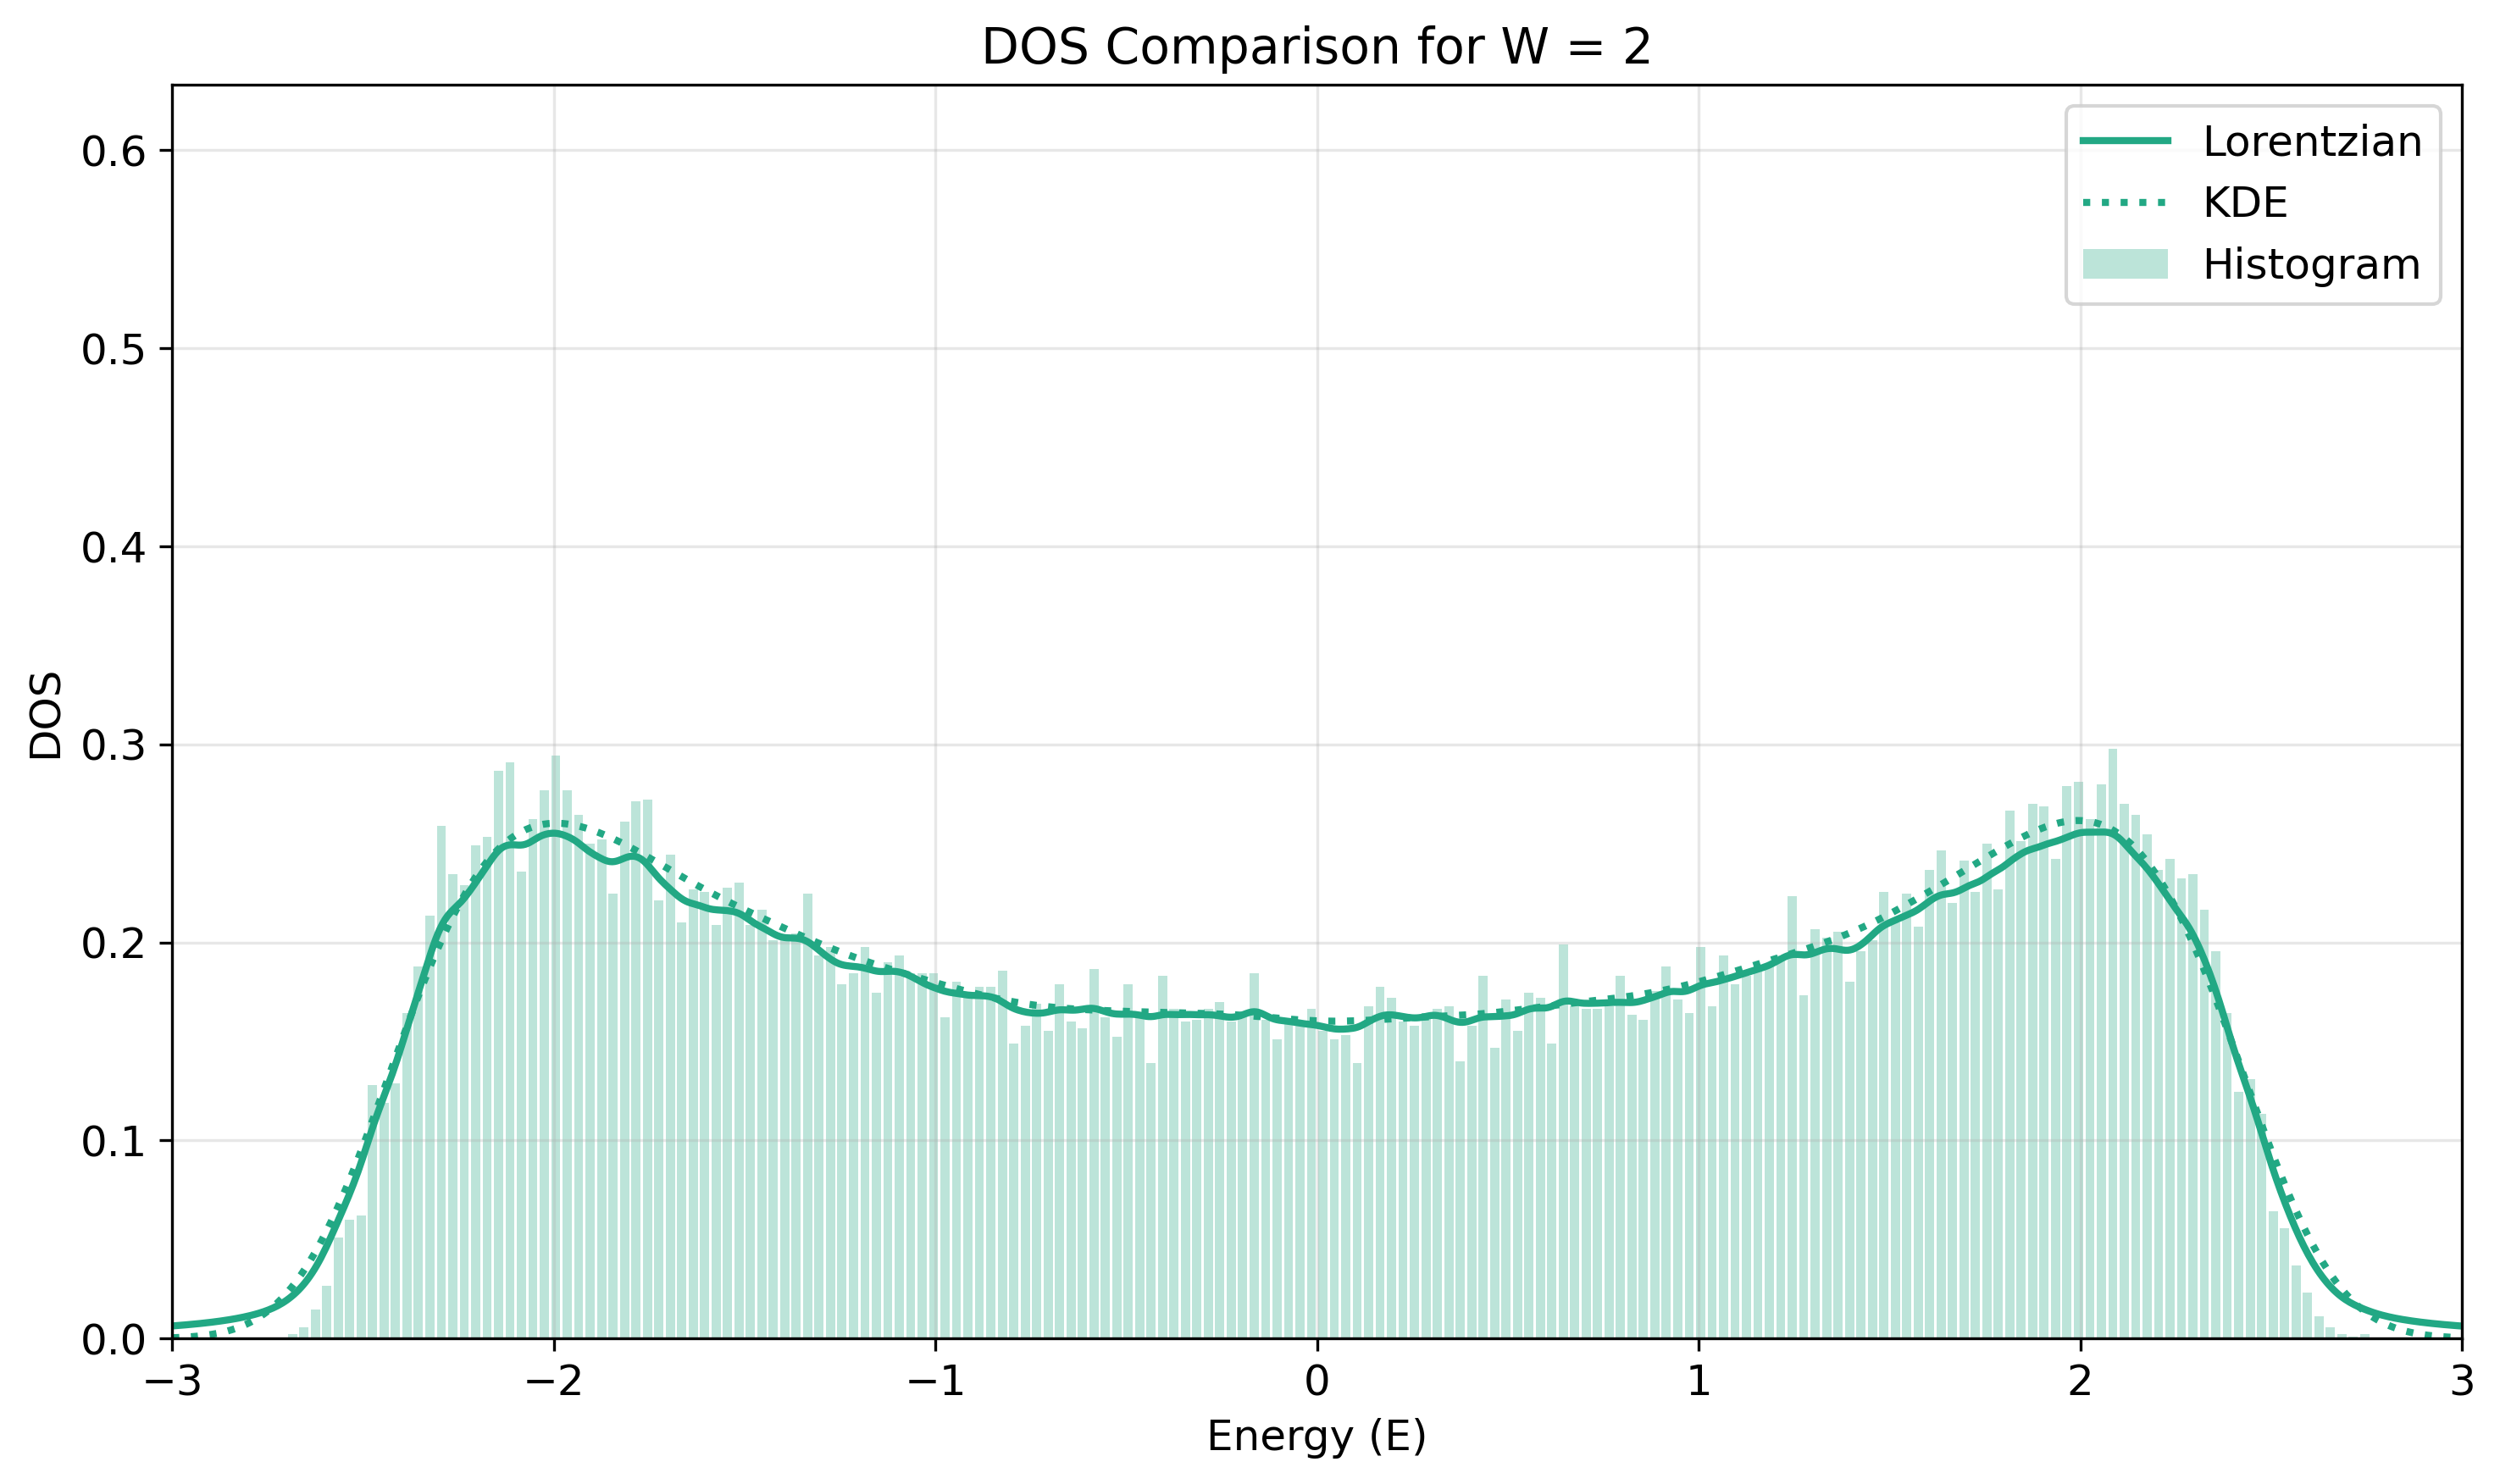 DOS Comparison for W = 2
Lorentzian
KDE
Histogram
DOS
0.6
0.5
0.4
0.3
0.2
0.1
0.0
−3 −2 −1 0 1 2 3
Energy (E)